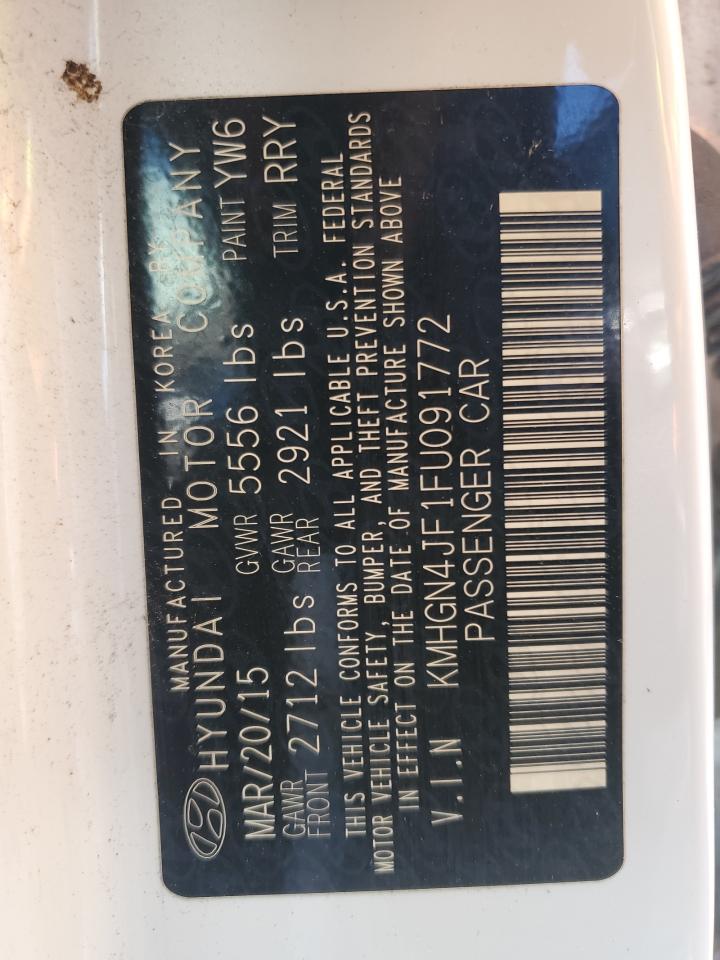 MANUFACTURED IN KOREA BY
HYUNDAI MOTOR COMPANY
MAR/20/15 GVWR 5556 lbs PAINT YW6
GAWR FRONT 2712 lbs GAWR REAR 2921 lbs TRIM RRY
THIS VEHICLE CONFORMS TO ALL APPLICABLE U.S.A. FEDERAL
MOTOR VEHICLE SAFETY, BUMPER, AND THEFT PREVENTION STANDARDS
IN EFFECT ON THE DATE OF MANUFACTURE SHOWN ABOVE
V.I.N KMHGN4JF1FU091772
PASSENGER CAR